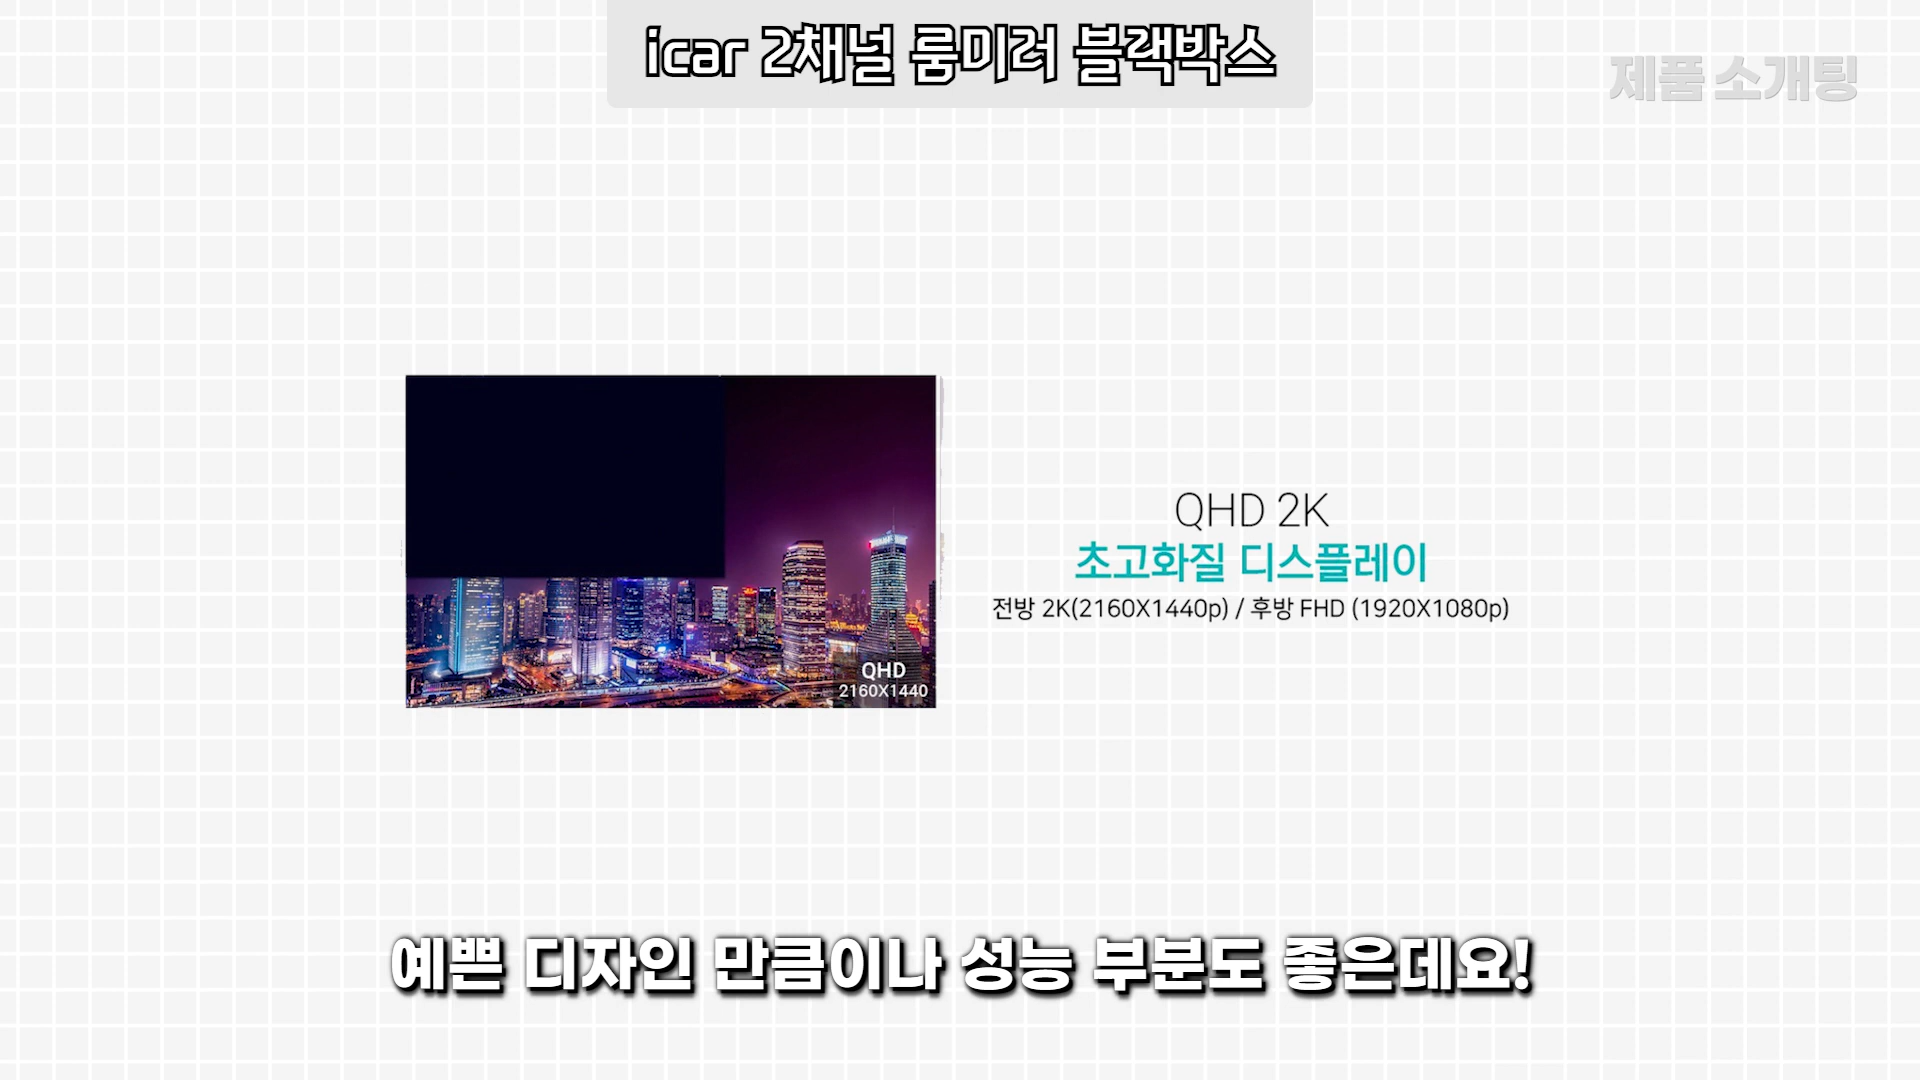 icar 2채널 룸미러 블랙박스
제품 소개팅
QHD 2K
초고화질 디스플레이
전방 2K(2160X1440p) / 후방 FHD (1920X1080p)
QHD
2160X1440
예쁜 디자인 만큼이나 성능 부분도 좋은데요!